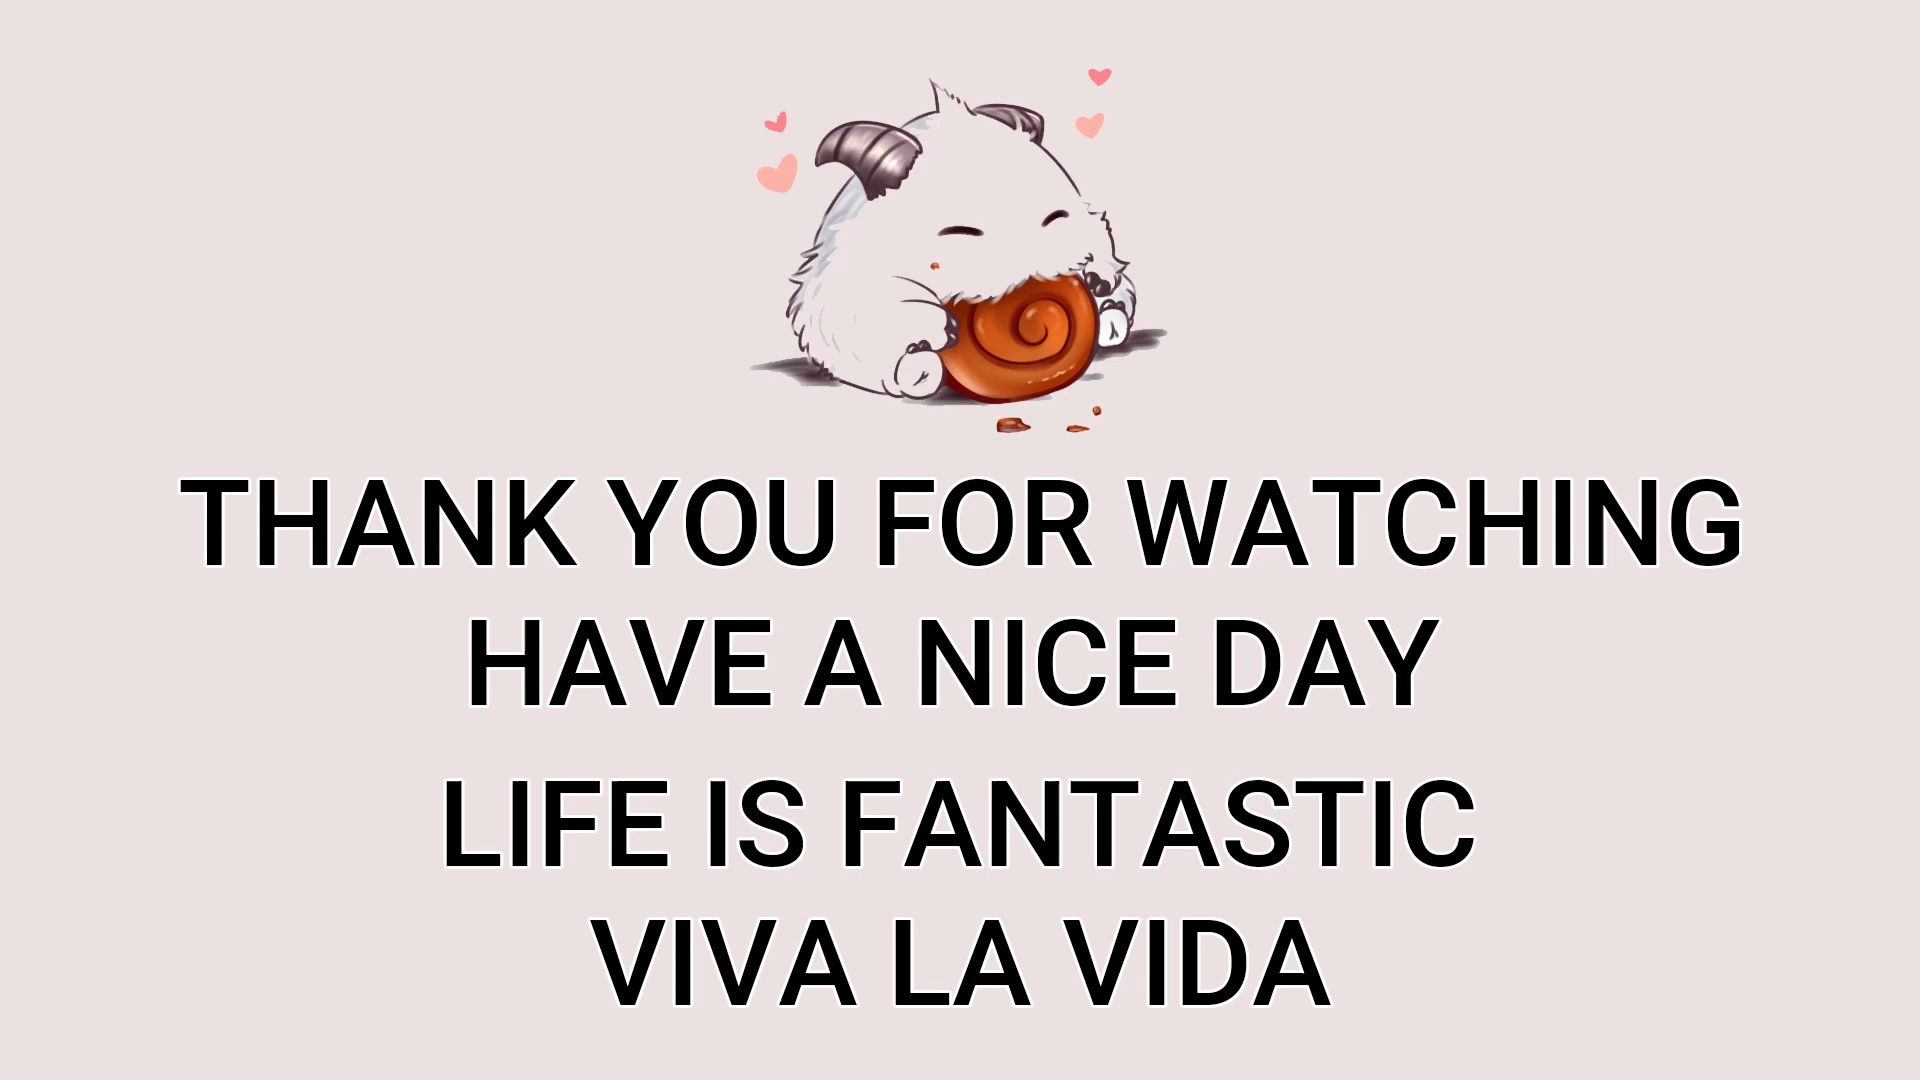 THANK YOU FOR WATCHING
HAVE A NICE DAY
LIFE IS FANTASTIC
VIVA LA VIDA